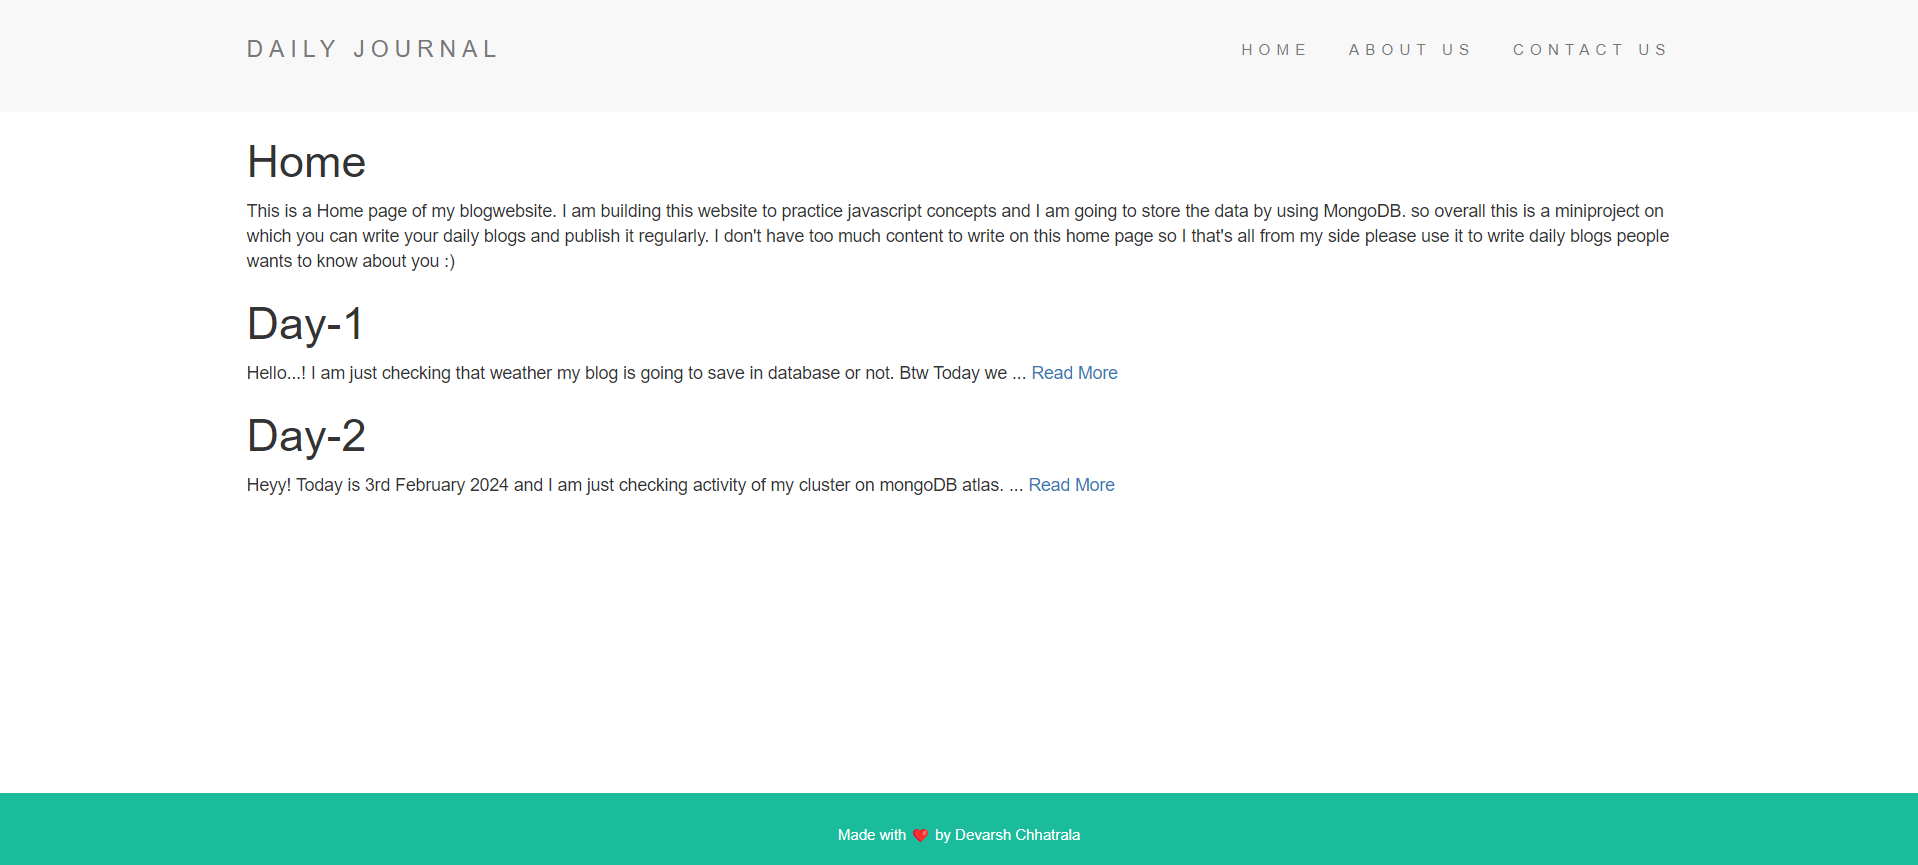 DAILY JOURNAL
HOME ABOUT US CONTACT US
Home
This is a Home page of my blogwebsite. I am building this website to practice javascript concepts and I am going to store the data by using MongoDB. so overall this is a miniproject on
which you can write your daily blogs and publish it regularly. I don't have too much content to write on this home page so I that's all from my side please use it to write daily blogs people
wants to know about you :)
Day-1
Hello...! I am just checking that weather my blog is going to save in database or not. Btw Today we ... Read More
Day-2
Heyy! Today is 3rd February 2024 and I am just checking activity of my cluster on mongoDB atlas. ... Read More
Made with ❤️ by Devarsh Chhatrala